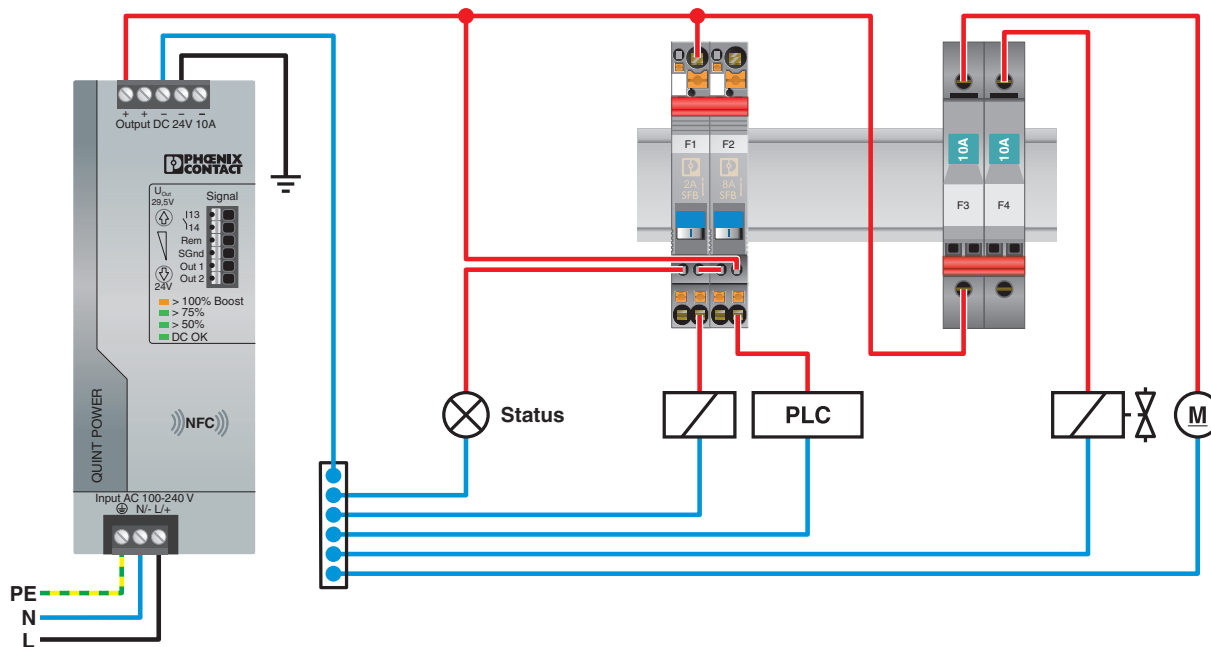 + + − − −
Output DC 24V 10A
PHŒNIX
CONTACT
UOut
29,5V
Signal
13
14
Rem
SGnd
Out 1
Out 2
24V
> 100% Boost
> 75%
> 50%
DC OK
QUINT POWER
NFC
Input AC 100-240 V
N/- L/+
PE
N
L
F1 F2
2A 8A
SFB SFB
10A 10A
F3 F4
Status
PLC
M